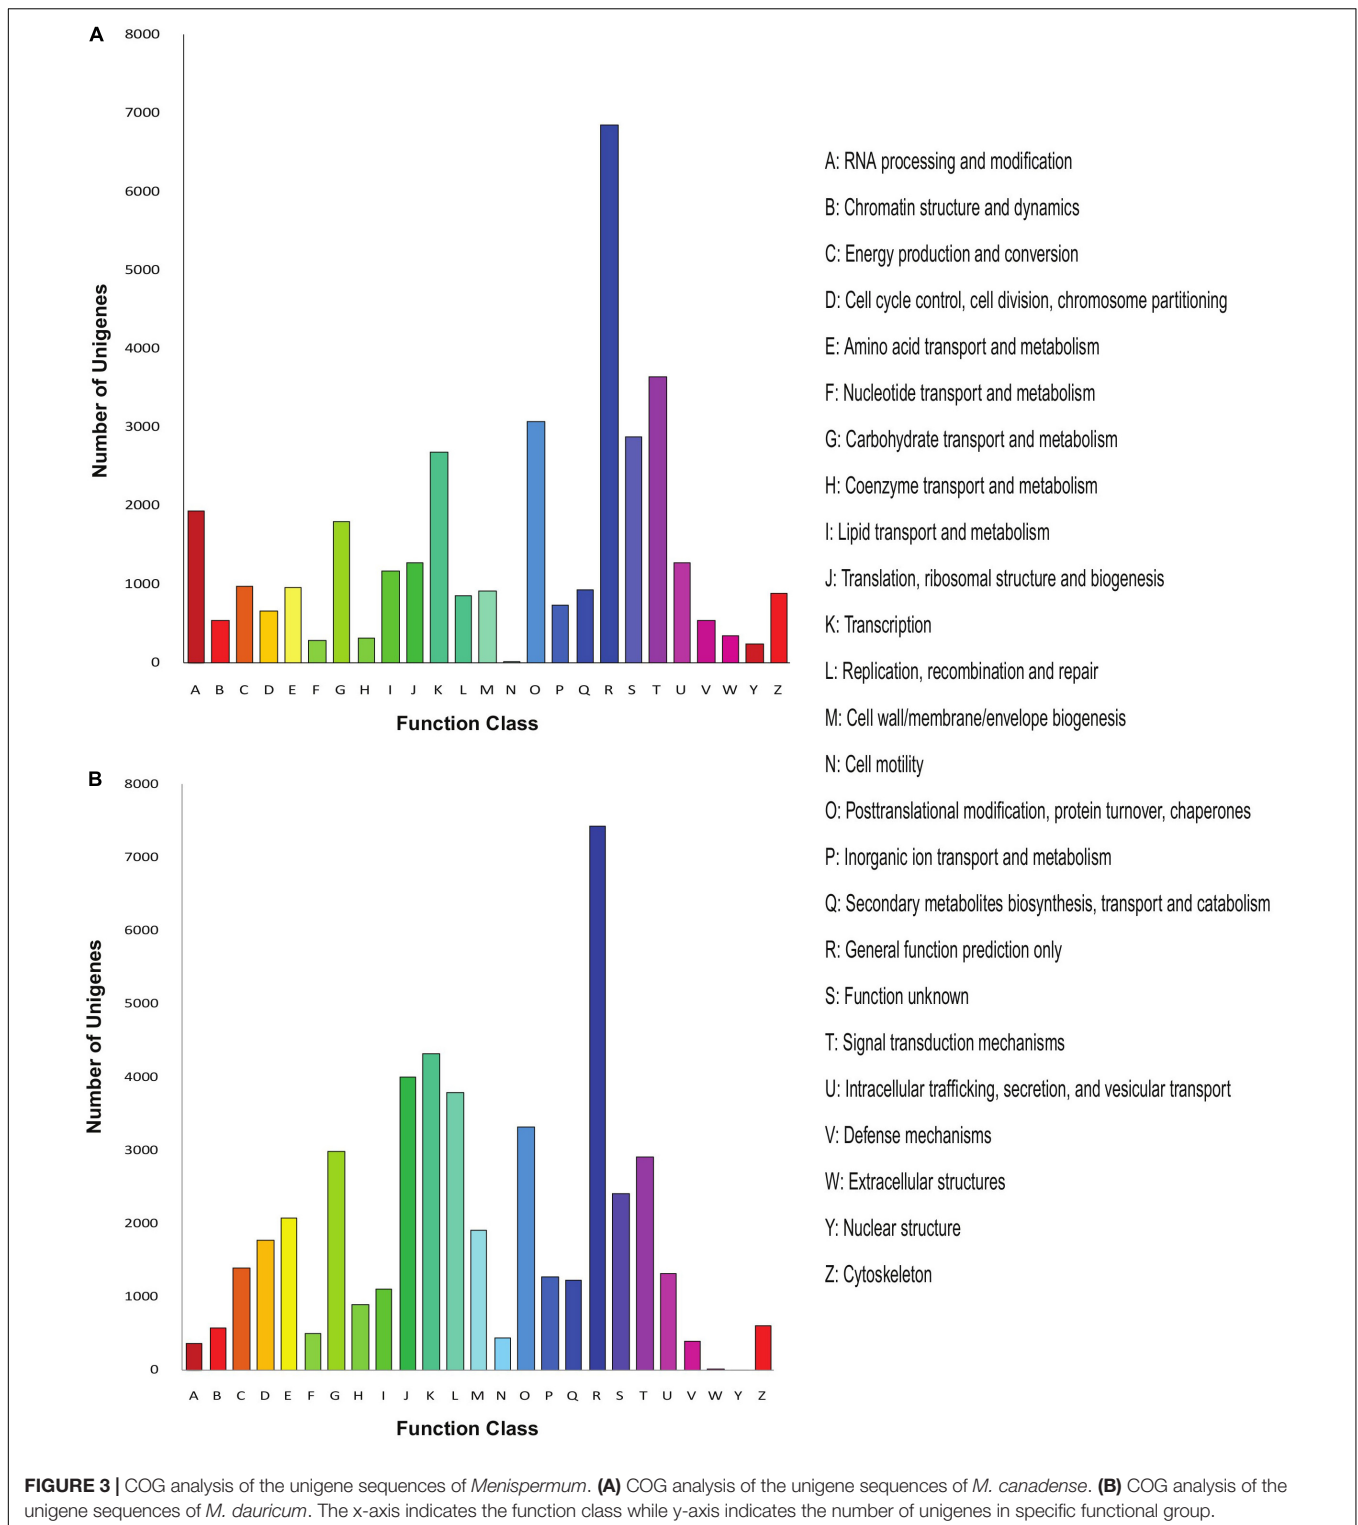 A
8000
7000
6000
5000
4000
3000
2000
1000
0
Number of Unigenes
A B C D E F G H I J K L M N O P Q R S T U V W Y Z
Function Class
B
8000
7000
6000
5000
4000
3000
2000
1000
0
Number of Unigenes
A B C D E F G H I J K L M N O P Q R S T U V W Y Z
Function Class
A: RNA processing and modification
B: Chromatin structure and dynamics
C: Energy production and conversion
D: Cell cycle control, cell division, chromosome partitioning
E: Amino acid transport and metabolism
F: Nucleotide transport and metabolism
G: Carbohydrate transport and metabolism
H: Coenzyme transport and metabolism
I: Lipid transport and metabolism
J: Translation, ribosomal structure and biogenesis
K: Transcription
L: Replication, recombination and repair
M: Cell wall/membrane/envelope biogenesis
N: Cell motility
O: Posttranslational modification, protein turnover, chaperones
P: Inorganic ion transport and metabolism
Q: Secondary metabolites biosynthesis, transport and catabolism
R: General function prediction only
S: Function unknown
T: Signal transduction mechanisms
U: Intracellular trafficking, secretion, and vesicular transport
V: Defense mechanisms
W: Extracellular structures
Y: Nuclear structure
Z: Cytoskeleton
FIGURE 3 | COG analysis of the unigene sequences of Menispermum. (A) COG analysis of the unigene sequences of M. canadense. (B) COG analysis of the
unigene sequences of M. dauricum. The x-axis indicates the function class while y-axis indicates the number of unigenes in specific functional group.